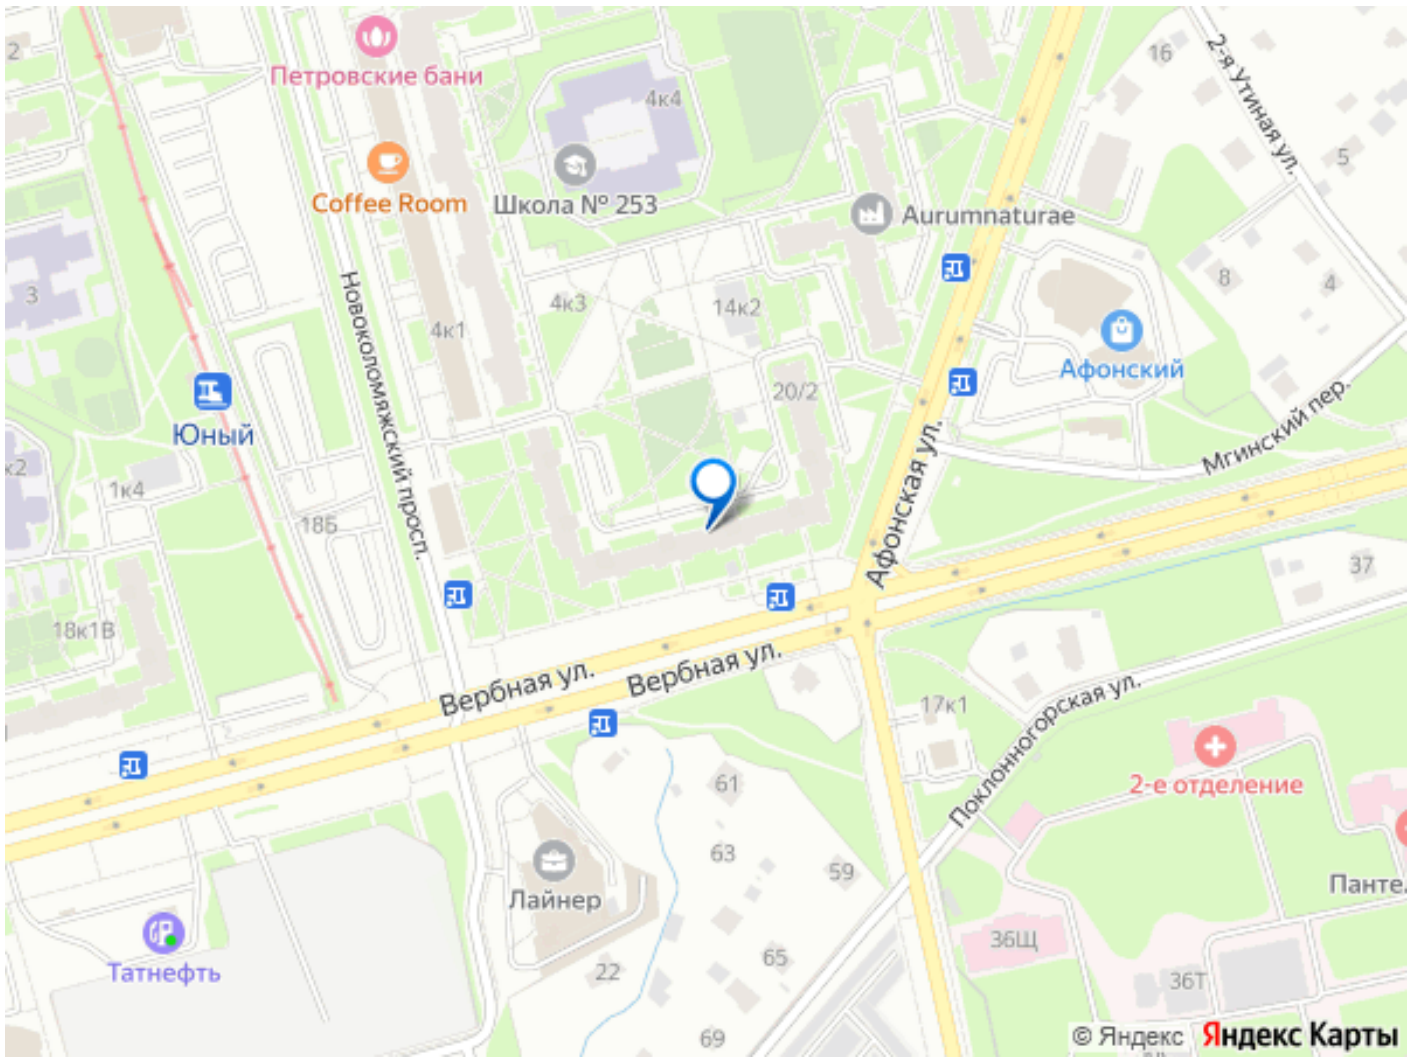 2
Петровские бани
16
2-я Утиная ул.
4к4
5
Coffee Room
Школа № 253
Aurumnaturae
3
Новоколомяжский просп.
4к3
14к2
8
4
4к1
Афонский
20/2
Юный
Мгинский пер.
к2
1к4
18Б
Афонская ул.
37
18к1В
Вербная ул.
Вербная ул.
17к1
Поклонногорская ул.
2-е отделение
61
63
59
Лайнер
Панте
36Щ
Татнефть
22
65
36Т
69
© Яндекс Яндекс Карты